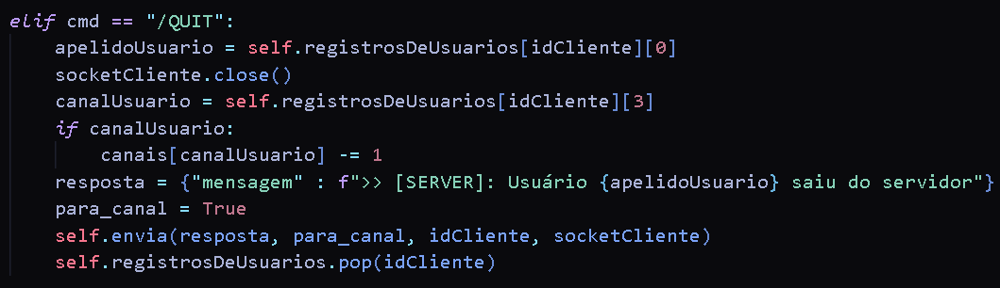 elif cmd == "/QUIT":
    apelidoUsuario = self.registrosDeUsuarios[idCliente][0]
    socketCliente.close()
    canalUsuario = self.registrosDeUsuarios[idCliente][3]
    if canalUsuario:
        canais[canalUsuario] -= 1
    resposta = {"mensagem" : f">> [SERVER]: Usuário {apelidoUsuario} saiu do servidor"}
    para_canal = True
    self.envia(resposta, para_canal, idCliente, socketCliente)
    self.registrosDeUsuarios.pop(idCliente)